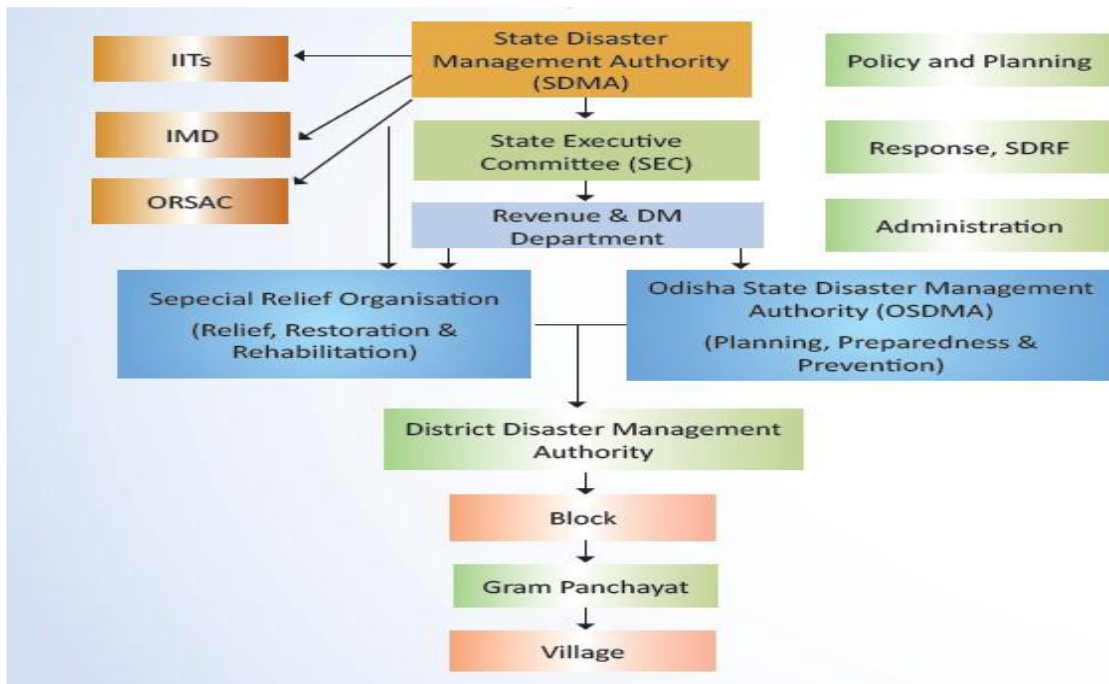 IITs
State Disaster
Management Authority
(SDMA)
Policy and Planning
IMD
State Executive
Committee (SEC)
Response, SDRF
ORSAC
Revenue & DM
Department
Administration
Sepecial Relief Organisation
(Relief, Restoration &
Rehabilitation)
Odisha State Disaster Management
Authority (OSDMA)
(Planning, Preparedness &
Prevention)
District Disaster Management
Authority
Block
Gram Panchayat
Village